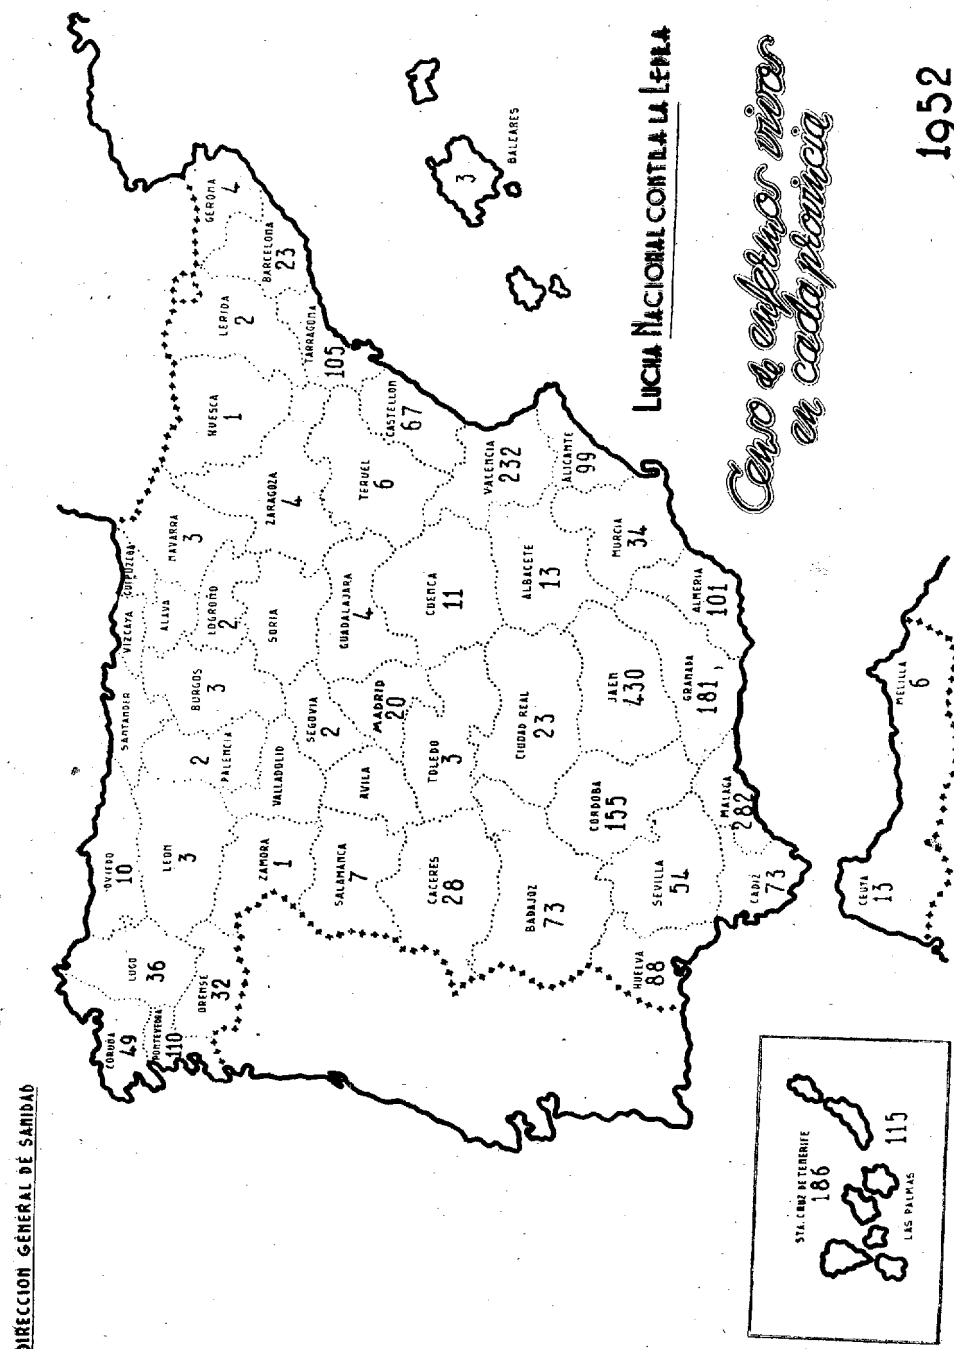 DIRECCION GENERAL DE SANIDAD
CORUÑA
49
LUGO
36
PONTEVEDRA
110
ORENSE
32
OVIEDO
10
LEON
3
ZAMORA
1
SALAMANCA
7
CACERES
28
BADAJOZ
73
HUELVA
88
SEVILLA
54
CADIZ
73
MALAGA
282
CORDOBA
155
SANTANDER
2
PALENCIA
VALLADOLID
BURGOS
3
SEGOVIA
2
AVILA
MADRID
20
TOLEDO
3
CIUDAD REAL
23
JAEN
430
GRANADA
181
ALMERIA
101
VIZCAYA
GUIPUZCOA
ALAVA
NAVARRA
3
LOGROÑO
2
SORIA
GUADALAJARA
4
CUENCA
11
ALBACETE
13
MURCIA
34
ZARAGOZA
4
HUESCA
1
TERUEL
6
CASTELLON
67
VALENCIA
232
ALICANTE
99
LERIDA
2
TARRAGONA
105
BARCELONA
23
GERONA
4
BALEARES
3
CEUTA
13
MELILLA
6
STA. CRUZ DE TENERIFE
186
LAS PALMAS
115
LUCHA NACIONAL CONTRA LA LEPRA
Censo de enfermos vivos
en cada provincia
1952